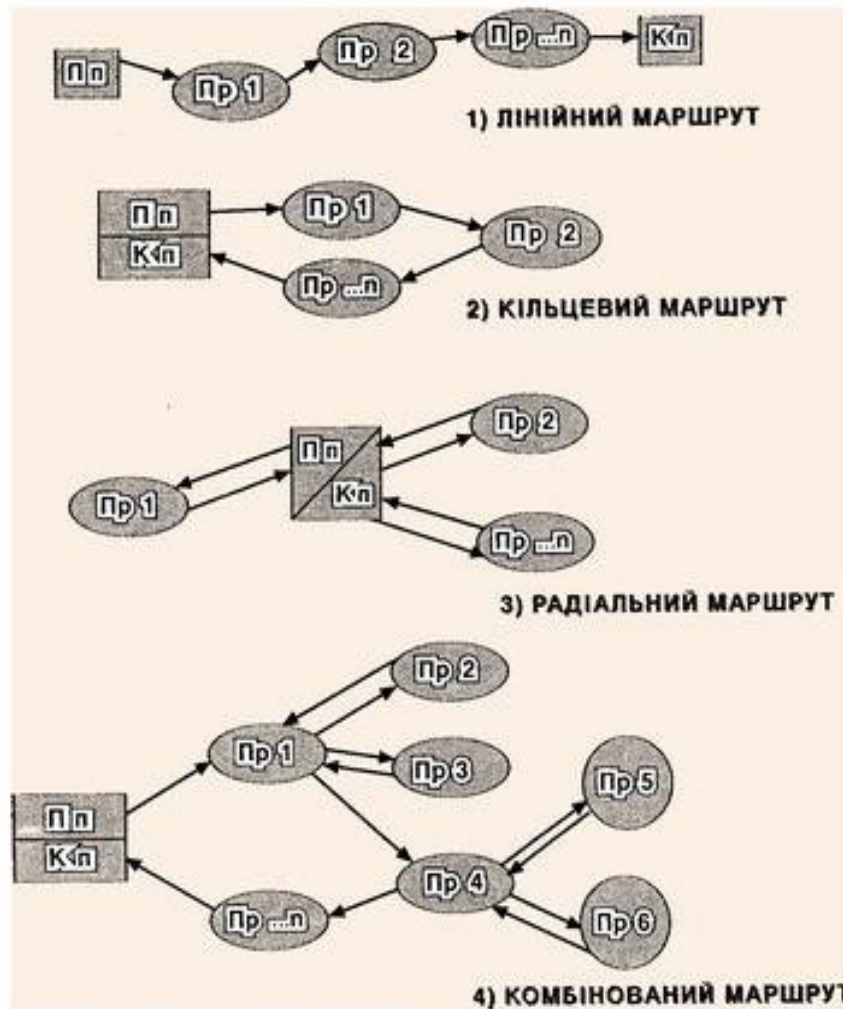 Пп
Пр 1
Пр 2
Пр ...n
Кп
1) ЛІНІЙНИЙ МАРШРУТ
Пп
Кп
Пр 1
Пр 2
Пр ...n
2) КІЛЬЦЕВИЙ МАРШРУТ
Пр 1
Пп
Кп
Пр 2
Пр ...n
3) РАДІАЛЬНИЙ МАРШРУТ
Пр 2
Пр 1
Пр 3
Пр 5
Пп
Кп
Пр 4
Пр ...n
Пр 6
4) КОМБІНОВАНИЙ МАРШРУТ